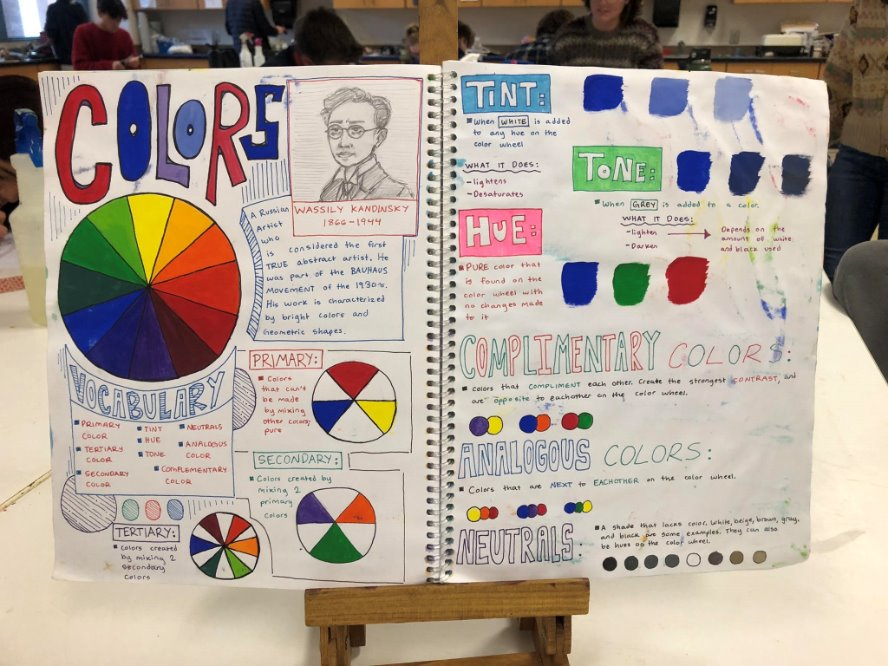 COLORS
WASSILY KANDINSKY
1866-1944
A Russian
Artist
who
is considered the first
TRUE abstract artist. He
was part of the BAUHAUS
MOVEMENT of the 1930's.
His work is characterized
by bright colors and
Geometric shapes.
VOCABULARY
PRIMARY
COLOR
TERTIARY
COLOR
SECONDARY
COLOR
TINT
HUE
TONE
NEUTRALS
ANALOGUS
COLOR
COMPLEMENTARY
COLOR
PRIMARY:
Colors
that can't
be made
by mixing
other colors;
pure
SECONDARY:
Colors created by
mixing 2
primary
colors
TERTIARY:
Colors created
by mixing 2
secondary
Colors
TINT:
When WHITE is added
to any hue on the
color wheel
WHAT IT DOES:
-lightens
-Desaturates
TONE:
When GREY is added to a color.
WHAT IT DOES:
-lighten
-Darken
Depends on the
amount of white
and black used
HUE:
PURE color that
is found on the
color wheel with
no changes made
to it
COMPLIMENTARY COLORS:
colors that COMPLIMENT each other. Create the strongest CONTRAST, and
are opposite to eachother on the color wheel.
ANALOGOUS COLORS:
Colors that are NEXT to EACHOTHER on the color wheel.
NEUTRALS:
A shade that lacks color. White, beige, brown, gray,
and black are some examples. They can also
be hues on the color wheel.